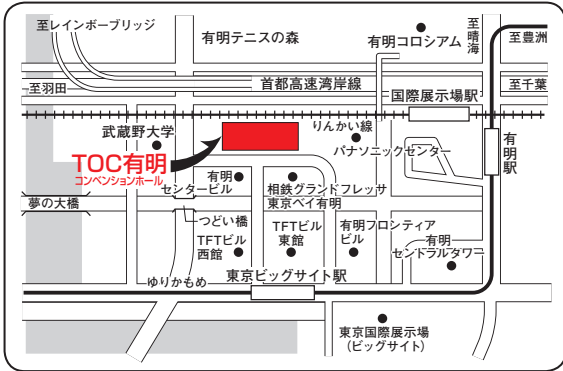 至レインボーブリッジ
有明テニスの森
有明コロシアム
至晴海
至豊洲
首都高速湾岸線
至羽田
国際展示場駅
至千葉
武蔵野大学
りんかい線
パナソニックセンター
有明駅
TOC有明
コンベンションホール
有明
センタービル
相鉄グランドフレッサ
東京ベイ有明
夢の大橋
つどい橋
TFTビル
西館
TFTビル
東館
有明フロンティア
ビル
有明
セントラルタワー
ゆりかもめ
東京ビッグサイト駅
東京国際展示場
(ビッグサイト)